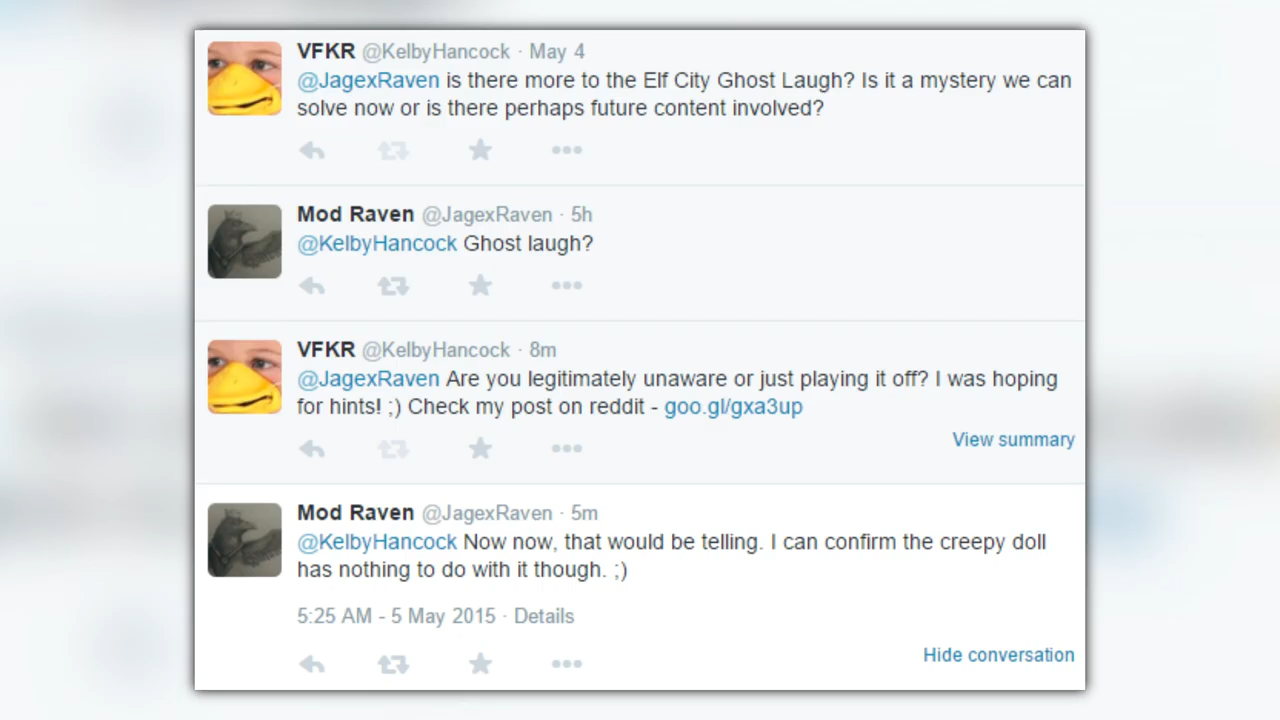 VFKR @KelbyHancock · May 4
@JagexRaven is there more to the Elf City Ghost Laugh? Is it a mystery we can
solve now or is there perhaps future content involved?
Mod Raven @JagexRaven · 5h
@KelbyHancock Ghost laugh?
VFKR @KelbyHancock · 8m
@JagexRaven Are you legitimately unaware or just playing it off? I was hoping
for hints! ;) Check my post on reddit - goo.gl/gxa3up
View summary
Mod Raven @JagexRaven · 5m
@KelbyHancock Now now, that would be telling. I can confirm the creepy doll
has nothing to do with it though. ;)
5:25 AM - 5 May 2015 · Details
Hide conversation